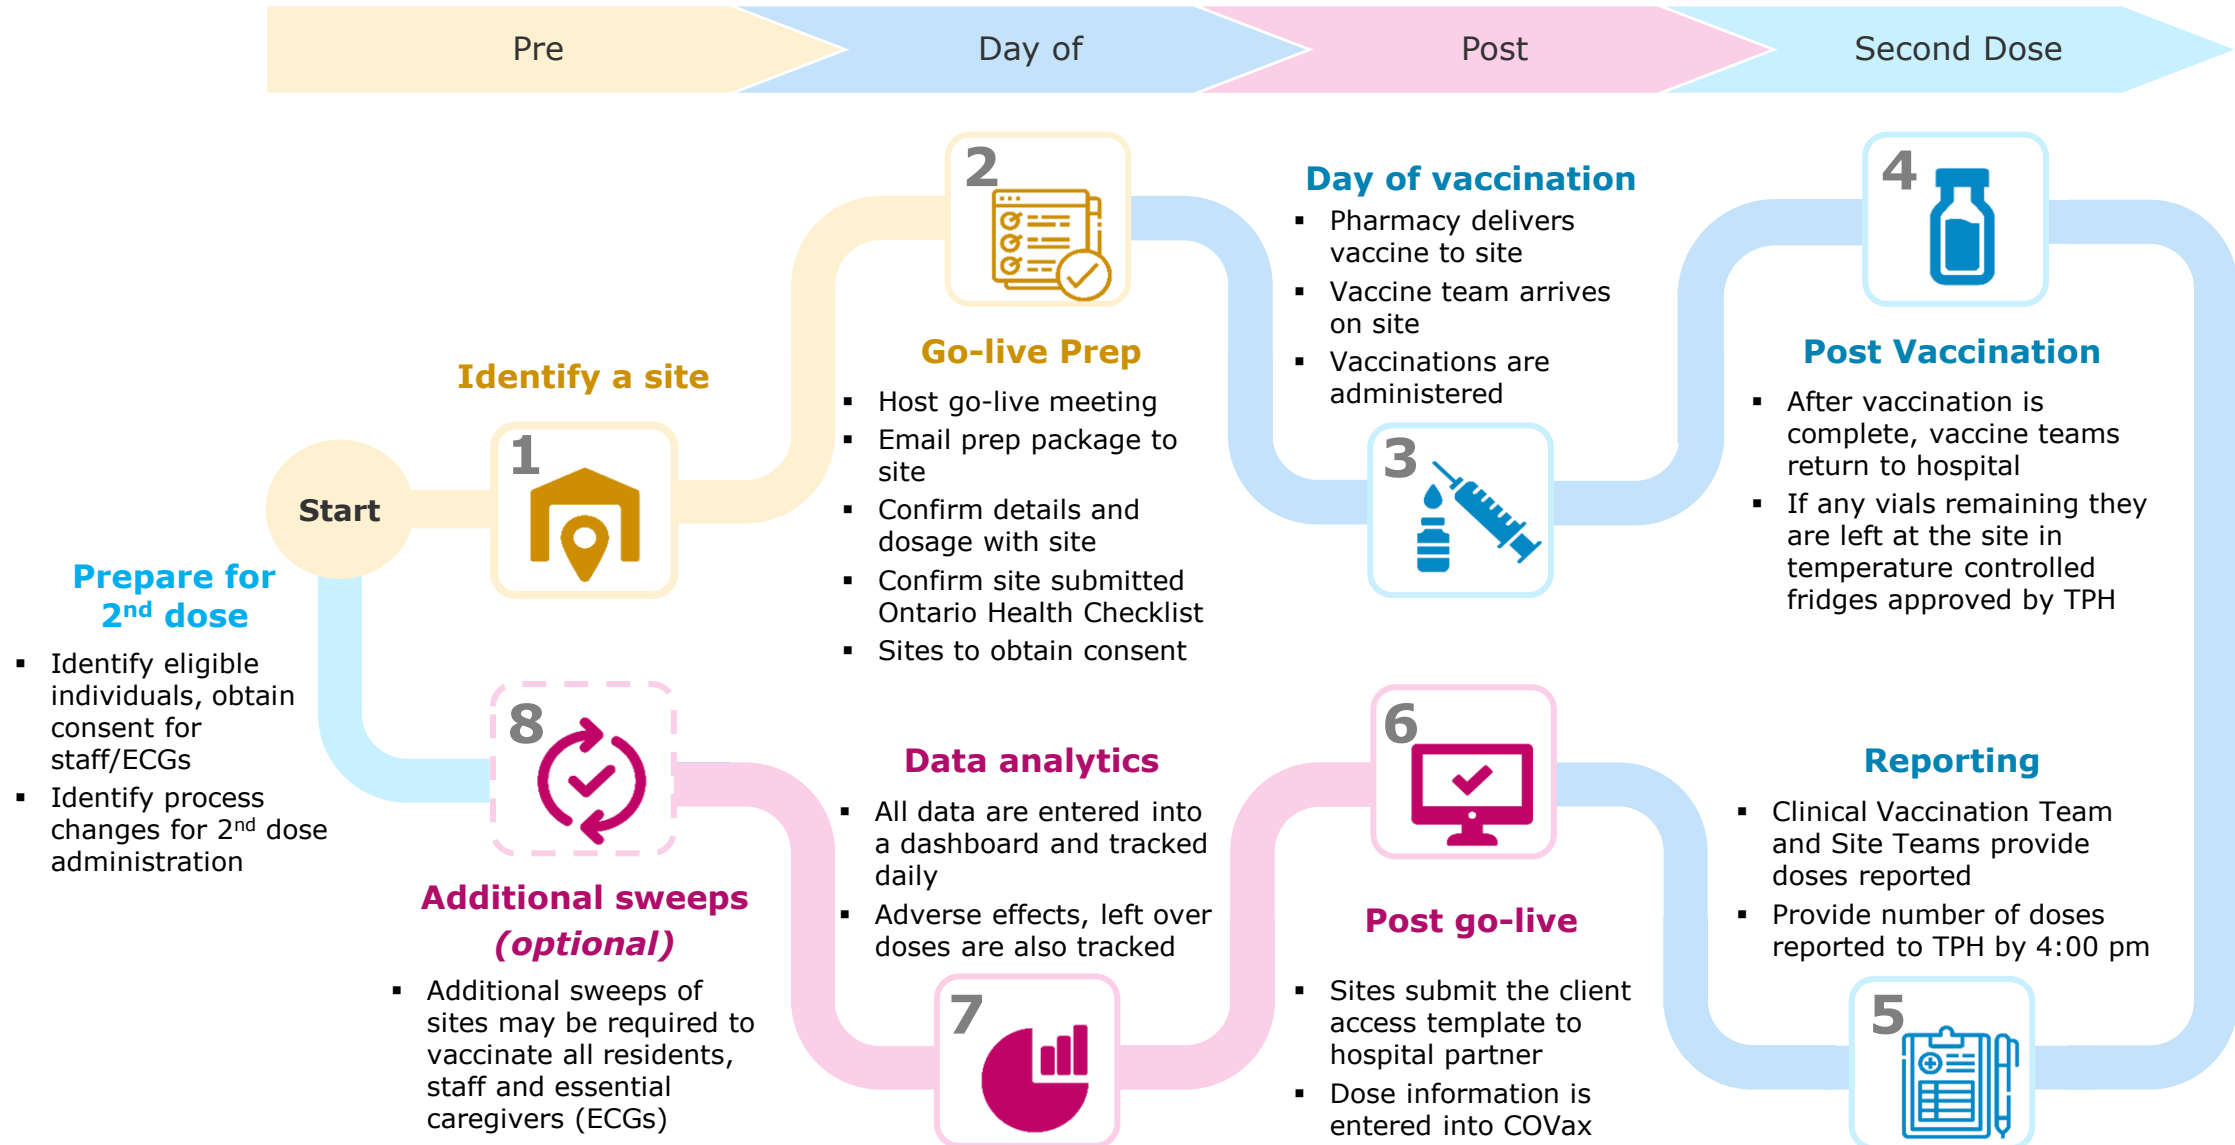 Pre
Day of
Post
Second Dose
Start
Identify a site
1
2
Go-live Prep
▪ Host go-live meeting
▪ Email prep package to
site
▪ Confirm details and
dosage with site
▪ Confirm site submitted
Ontario Health Checklist
▪ Sites to obtain consent
Day of vaccination
▪ Pharmacy delivers
vaccine to site
▪ Vaccine team arrives
on site
▪ Vaccinations are
administered
3
4
Post Vaccination
▪ After vaccination is
complete, vaccine teams
return to hospital
▪ If any vials remaining they
are left at the site in
temperature controlled
fridges approved by TPH
Reporting
▪ Clinical Vaccination Team
and Site Teams provide
doses reported
▪ Provide number of doses
reported to TPH by 4:00 pm
5
6
Post go-live
▪ Sites submit the client
access template to
hospital partner
▪ Dose information is
entered into COVax
Data analytics
▪ All data are entered into
a dashboard and tracked
daily
▪ Adverse effects, left over
doses are also tracked
7
8
Additional sweeps
(optional)
▪ Additional sweeps of
sites may be required to
vaccinate all residents,
staff and essential
caregivers (ECGs)
Prepare for
2nd dose
▪ Identify eligible
individuals, obtain
consent for
staff/ECGs
▪ Identify process
changes for 2nd dose
administration